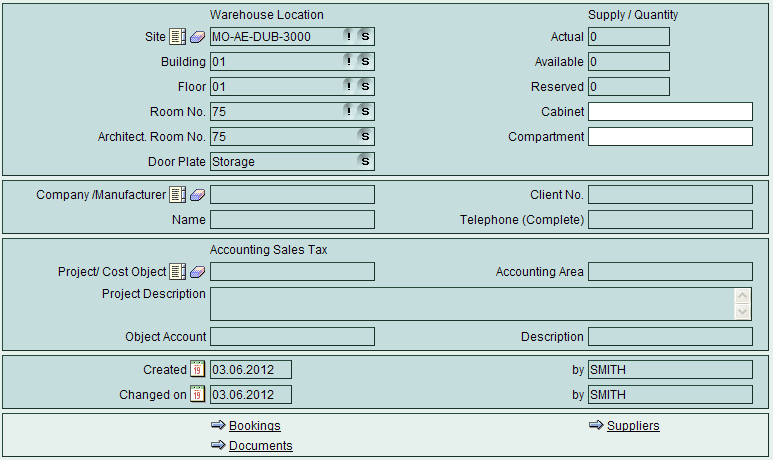 Warehouse Location Supply / Quantity
Site MO-AE-DUB-3000 ! S Actual 0
Building 01 ! S Available 0
Floor 01 ! S Reserved 0
Room No. 75 ! S Cabinet
Architect. Room No. 75 S Compartment
Door Plate Storage S
Company /Manufacturer Client No.
Name Telephone (Complete)
Accounting Sales Tax
Project/ Cost Object Accounting Area
Project Description
Object Account Description
Created 19 03.06.2012 by SMITH
Changed on 19 03.06.2012 by SMITH
Bookings Suppliers
Documents